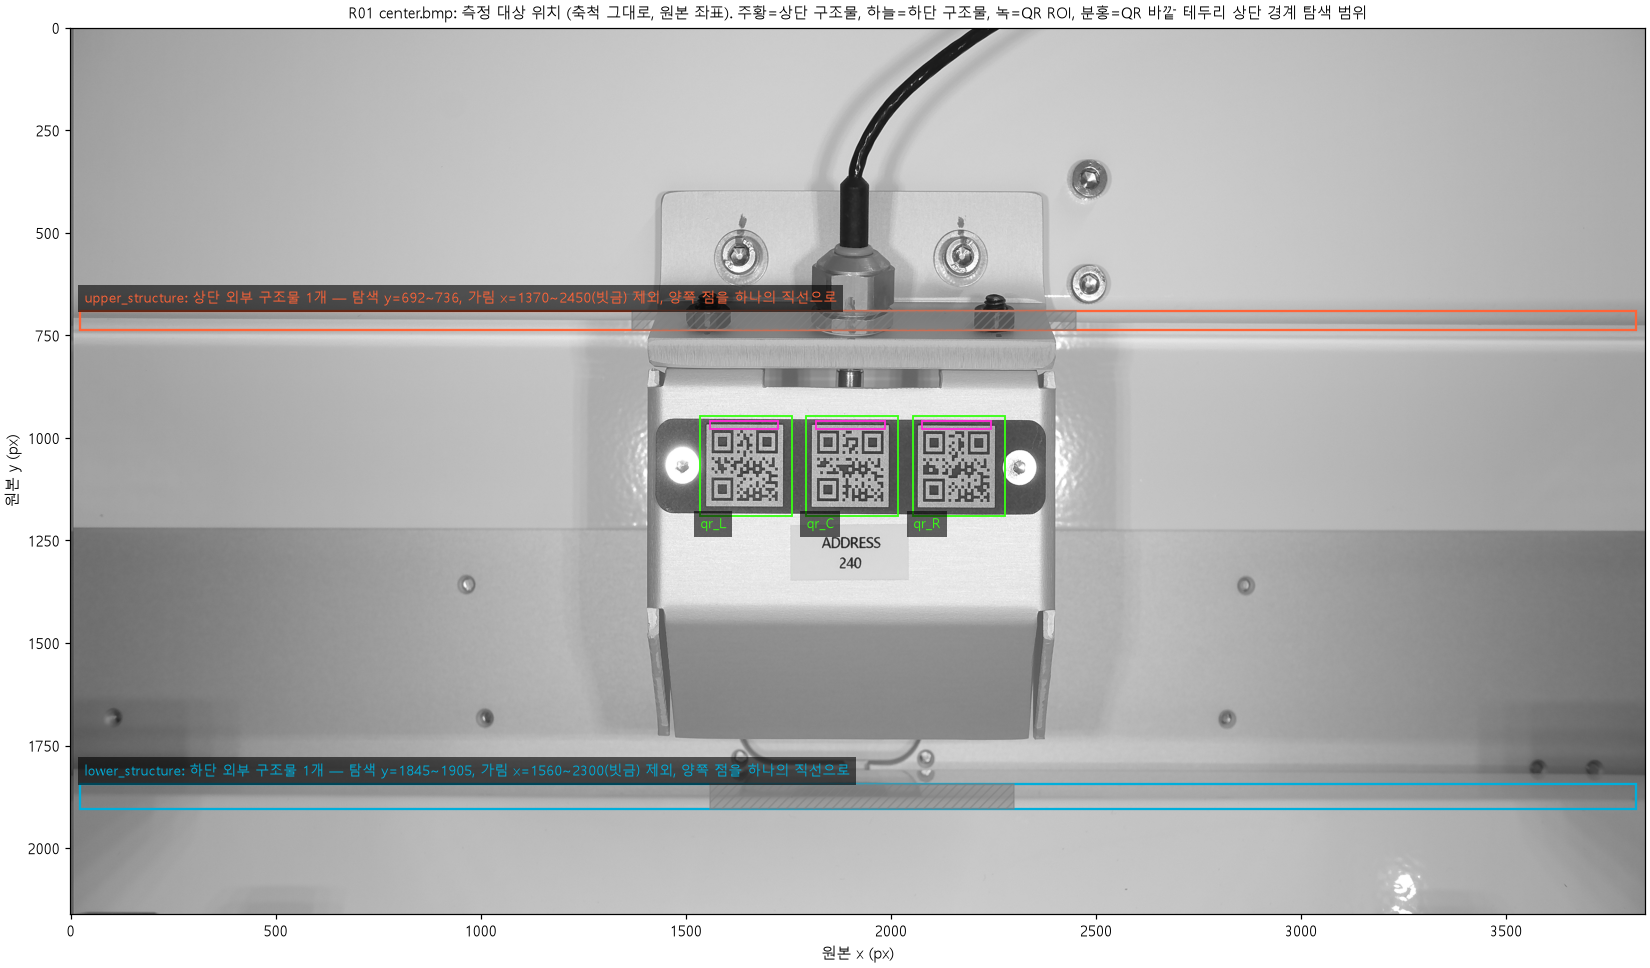 R01 center.bmp: 측정 대상 위치 (축척 그대로, 원본 좌표). 주황=상단 구조물, 하늘=하단 구조물, 녹=QR ROI, 분홍=QR 바깥 테두리 상단 경계 탐색 범위
0
250
500
upper_structure: 상단 외부 구조물 1개 — 탐색 y=692~736, 가림 x=1370~2450(빗금) 제외, 양쪽 점을 하나의 직선으로
750
1000
원본 y (px)
qr_L
qr_C
qr_R
1250
ADDRESS
240
1500
1750
lower_structure: 하단 외부 구조물 1개 — 탐색 y=1845~1905, 가림 x=1560~2300(빗금) 제외, 양쪽 점을 하나의 직선으로
2000
0 500 1000 1500 2000 2500 3000 3500
원본 x (px)